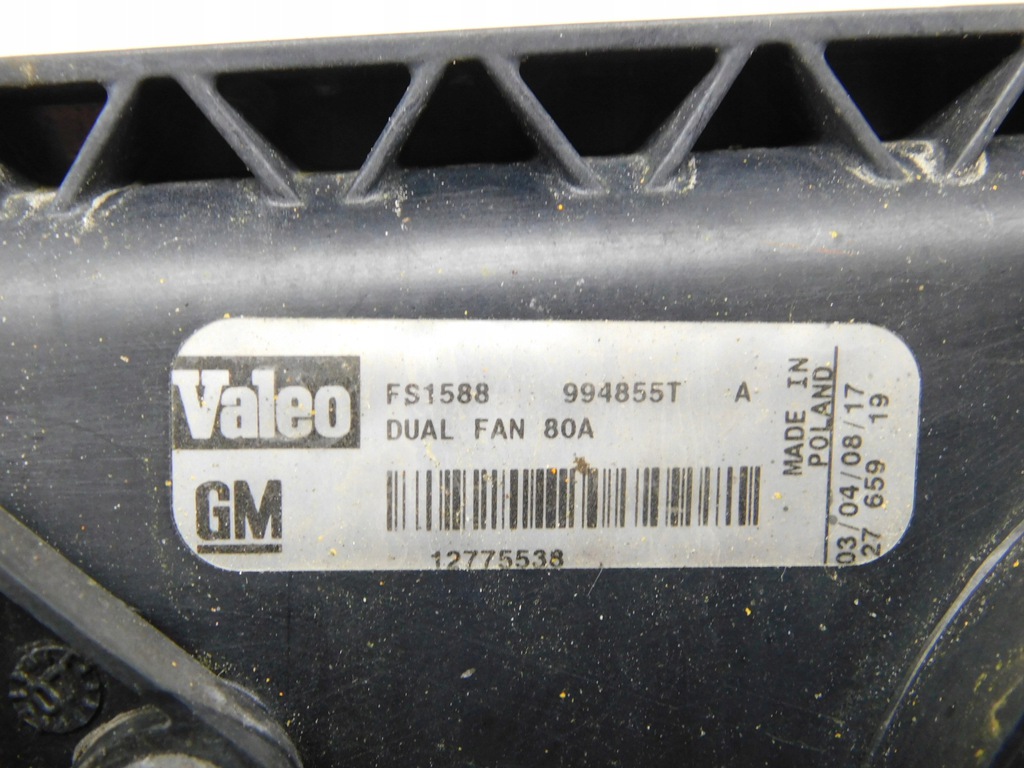 Valeo
FS1588 994855T A
DUAL FAN 80A
GM
12775538
MADE IN
POLAND
03/04/08/17
27 659 19